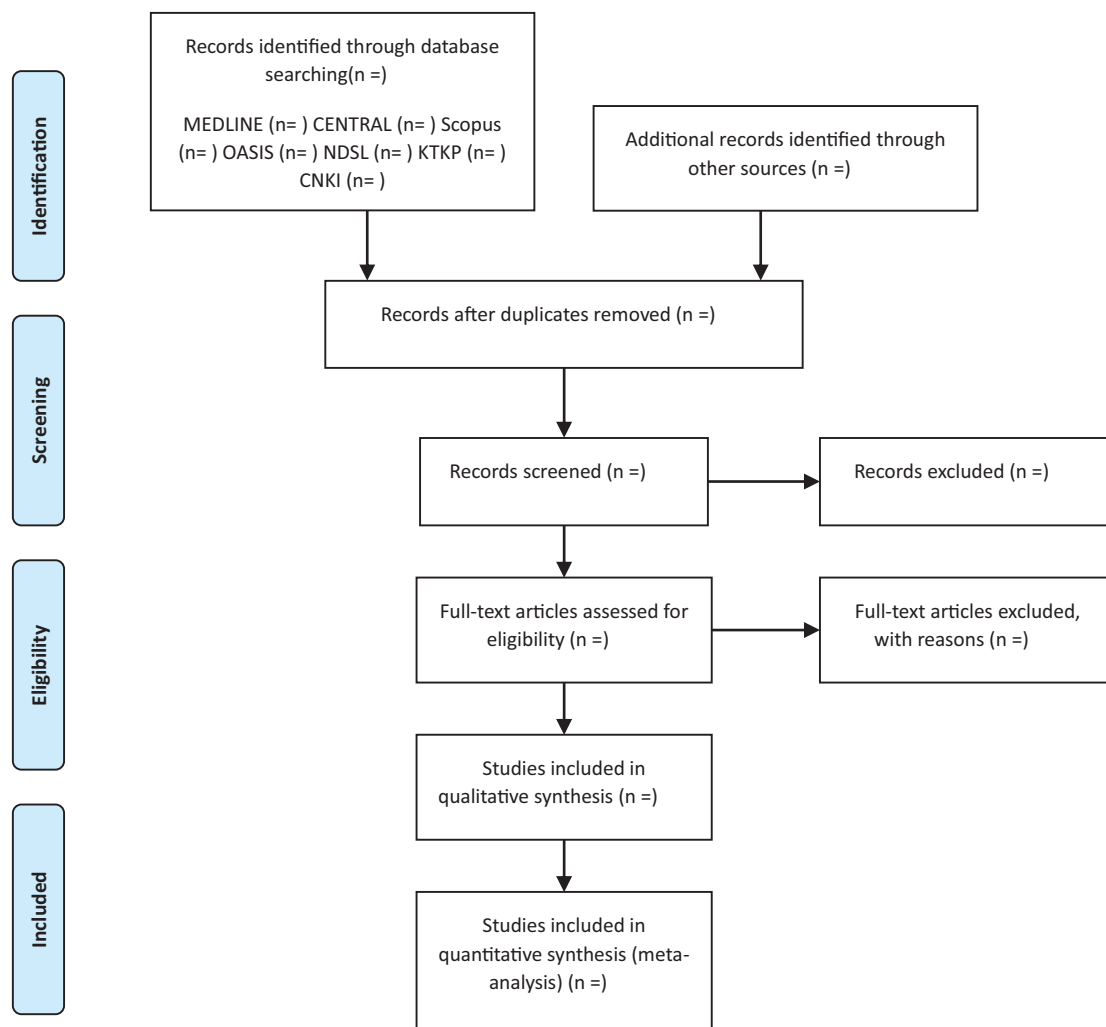 Identification
Records identified through database
searching(n =)
MEDLINE (n= ) CENTRAL (n= ) Scopus
(n= ) OASIS (n= ) NDSL (n= ) KTKP (n= )
CNKI (n= )
Additional records identified through
other sources (n =)
Records after duplicates removed (n =)
Screening
Records screened (n =)
Records excluded (n =)
Eligibility
Full-text articles assessed for
eligibility (n =)
Full-text articles excluded,
with reasons (n =)
Studies included in
qualitative synthesis (n =)
Included
Studies included in
quantitative synthesis (meta-
analysis) (n =)